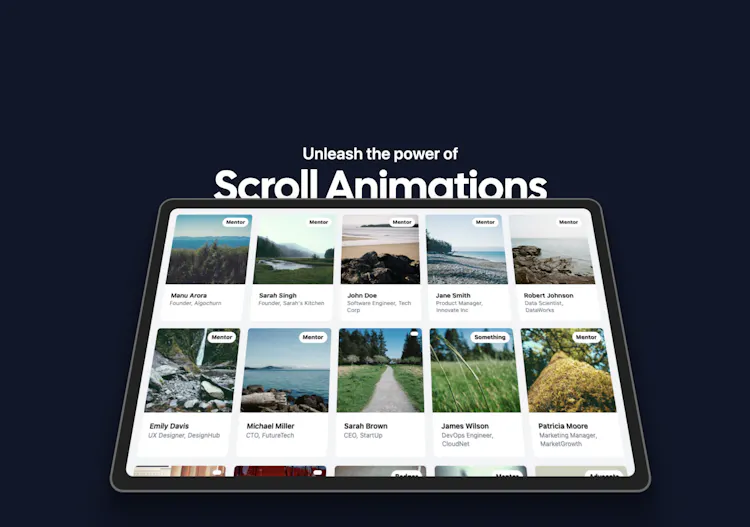 Unleash the power of
Scroll Animations
Mentor
Mentor
Mentor
Mentor
Mentor
Manu Arora
Founder, Algochurn
Sarah Singh
Founder, Sarah's Kitchen
John Doe
Software Engineer, Tech
Corp
Jane Smith
Product Manager,
Innovate Inc
Robert Johnson
Data Scientist,
DataWorks
Mentor
Mentor
Something
Mentor
Emily Davis
UX Designer, DesignHub
Michael Miller
CTO, FutureTech
Sarah Brown
CEO, StartUp
James Wilson
DevOps Engineer,
CloudNet
Patricia Moore
Marketing Manager,
MarketGrowth
Mentor